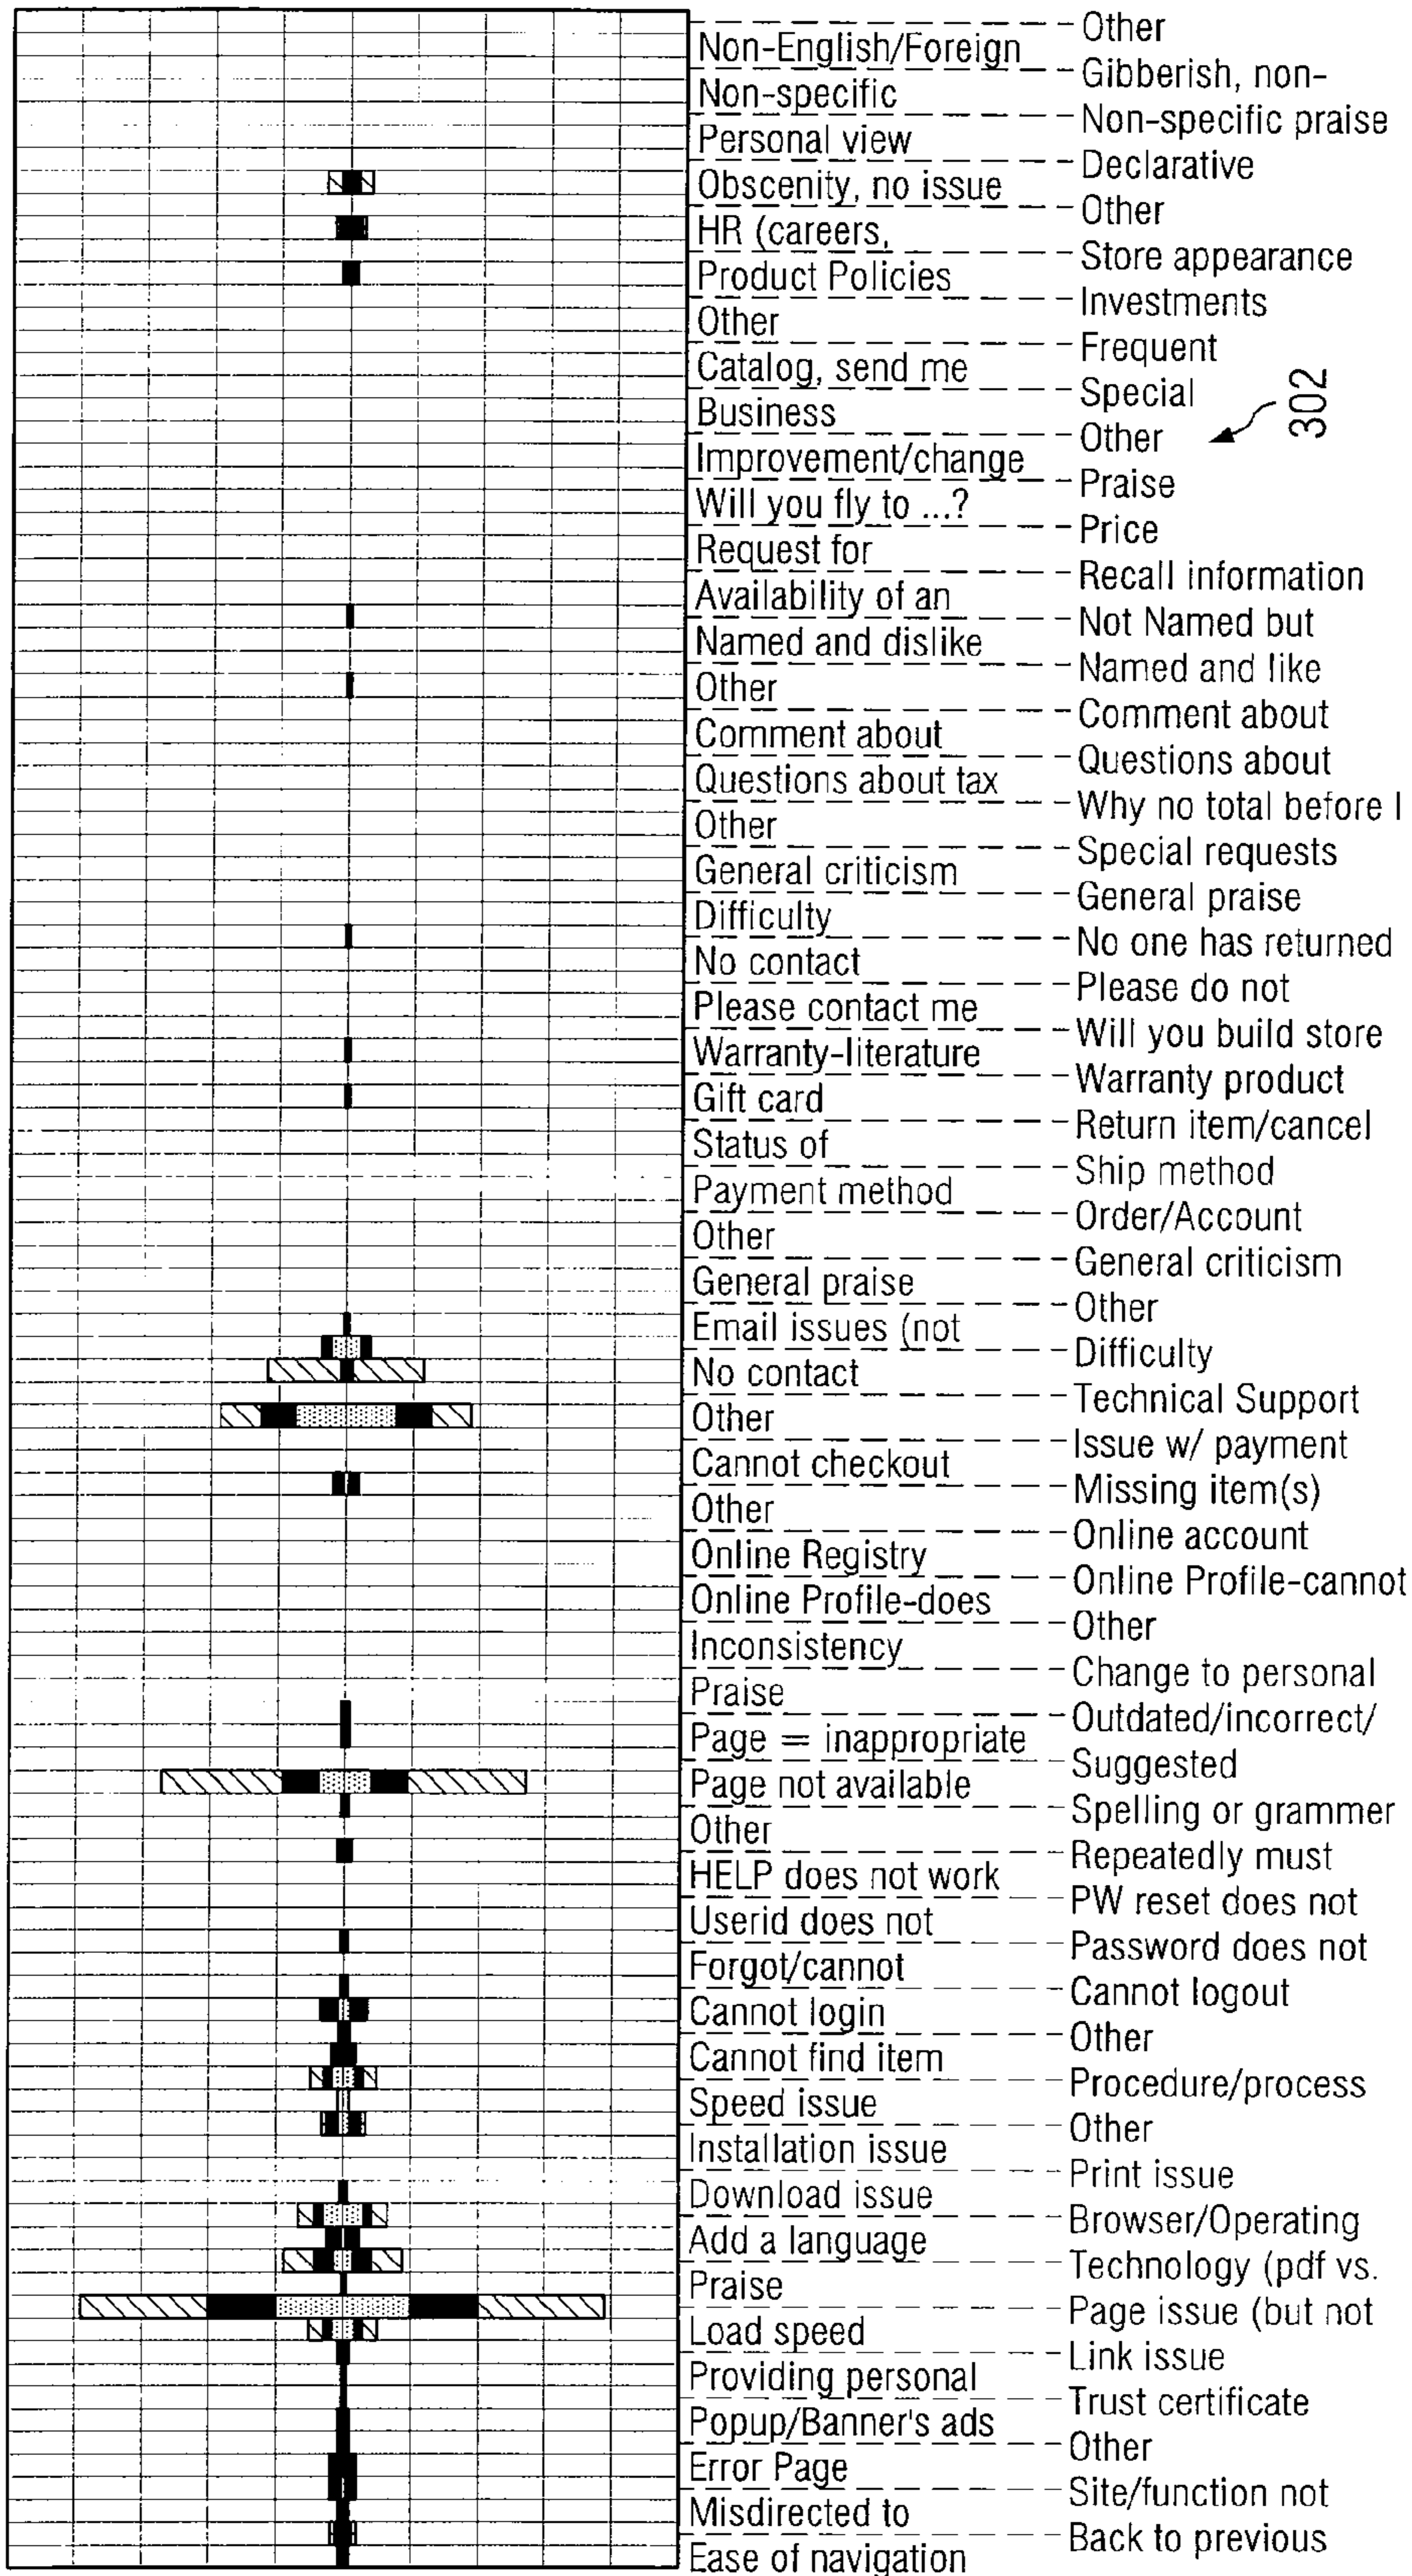 Other
Non-English/Foreign
Gibberish, non-
Non-specific
Non-specific praise
Personal view
Declarative
Obscenity, no issue
Other
HR (careers,
Store appearance
Product Policies
Investments
Other
Frequent
Catalog, send me
Special
Business
Other
302
Improvement/change
Praise
Will you fly to ...?
Price
Request for
Recall information
Availability of an
Not Named but
Named and dislike
Named and like
Other
Comment about
Comment about
Questions about
Questions about tax
Why no total before I
Other
Special requests
General criticism
General praise
Difficulty
No one has returned
No contact
Please do not
Please contact me
Will you build store
Warranty-literature
Warranty product
Gift card
Return item/cancel
Status of
Ship method
Payment method
Order/Account
Other
General criticism
General praise
Other
Email issues (not
Difficulty
No contact
Technical Support
Other
Issue w/ payment
Cannot checkout
Missing item(s)
Other
Online account
Online Registry
Online Profile-cannot
Online Profile-does
Other
Inconsistency
Change to personal
Praise
Outdated/incorrect/
Page = inappropriate
Suggested
Page not available
Spelling or grammer
Other
Repeatedly must
HELP does not work
PW reset does not
Userid does not
Password does not
Forgot/cannot
Cannot logout
Cannot login
Other
Cannot find item
Procedure/process
Speed issue
Other
Installation issue
Print issue
Download issue
Browser/Operating
Add a language
Technology (pdf vs.
Praise
Page issue (but not
Load speed
Link issue
Providing personal
Trust certificate
Popup/Banner's ads
Other
Error Page
Site/function not
Misdirected to
Back to previous
Ease of navigation